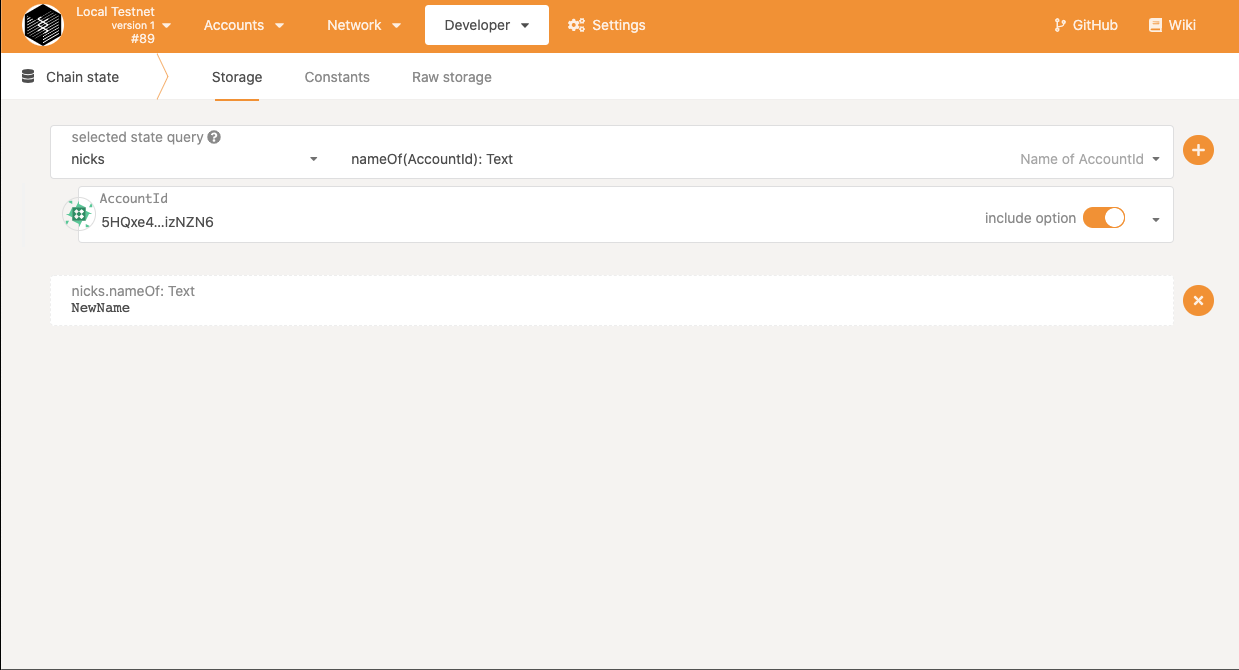 Local Testnet
version 1
#89
Accounts
Network
Developer
Settings
GitHub
Wiki
Chain state
Storage
Constants
Raw storage
selected state query
nicks
nameOf(AccountId): Text
Name of AccountId
AccountId
5HQxe4...izNZN6
include option
nicks.nameOf: Text
NewName